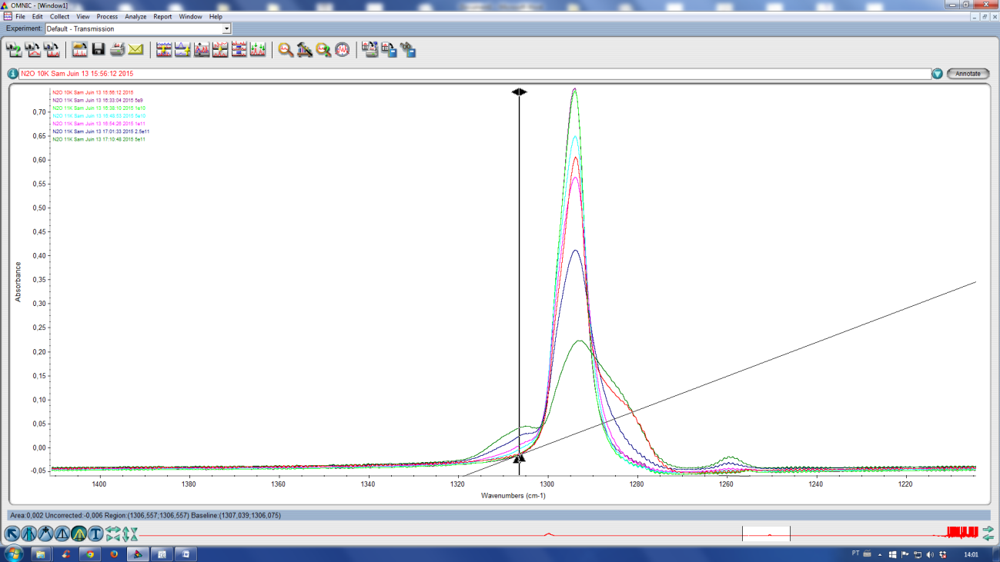 OMNIC - [Window1]
File Edit Collect View Process Analyze Report Window Help
Experiment: Default - Transmission
N2O 10K Sam Juin 13 15:56:12 2015
Annotate
N2O 10K Sam Juin 13 15:56:12 2015
N2O 11K Sam Juin 13 16:33:04 2015 5e9
N2O 11K Sam Juin 13 2015 1e10
N2O 11K Sam Juin 13 2015 5e10
N2O 11K Sam Juin 13 16:54:26 2015 1e11
N2O 11K Sam Juin 13 17:01:33 2015 2.5e11
N2O 11K Sam Juin 13 17:10:48 2015 5e11
0,70
0,65
0,60
0,55
0,50
0,45
0,40
0,35
0,30
0,25
0,20
0,15
0,10
0,05
0,00
-0,05
Absorbance
1400 1380 1360 1340 1320 1300 1280 1260 1240 1220
Wavenumbers (cm-1)
Area:0,002 Uncorrected:-0,006 Region:(1306,557;1306,557) Baseline:(1307,039;1306,075)
T
PT
14:01